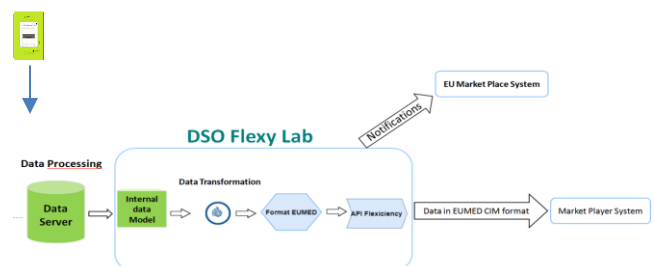 EU Market Place System
Notifications
DSO Flexy Lab
Data Processing
Data Transformation
Data
Server
Internal
data
Model
Format EUMED
API Flexiciency
Data in EUMED CIM format
Market Player System